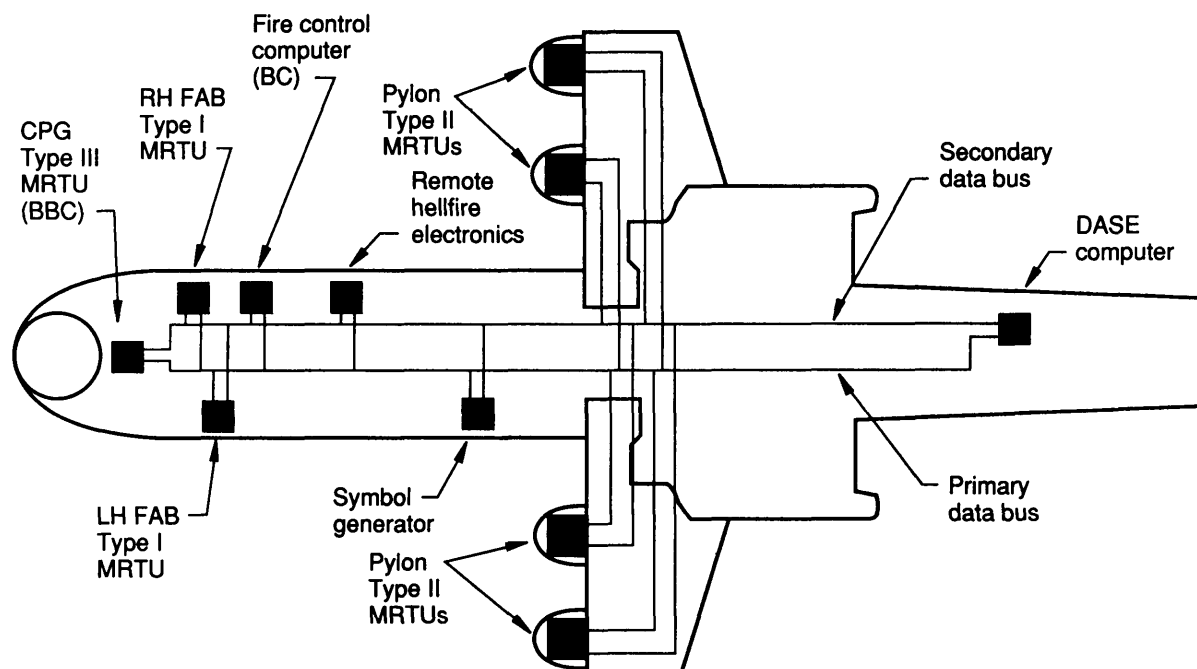 Fire control
computer
(BC)
RH FAB
Type I
MRTU
CPG
Type III
MRTU
(BBC)
Pylon
Type II
MRTUs
Remote
hellfire
electronics
Secondary
data bus
DASE
computer
LH FAB
Type I
MRTU
Symbol
generator
Pylon
Type II
MRTUs
Primary
data bus